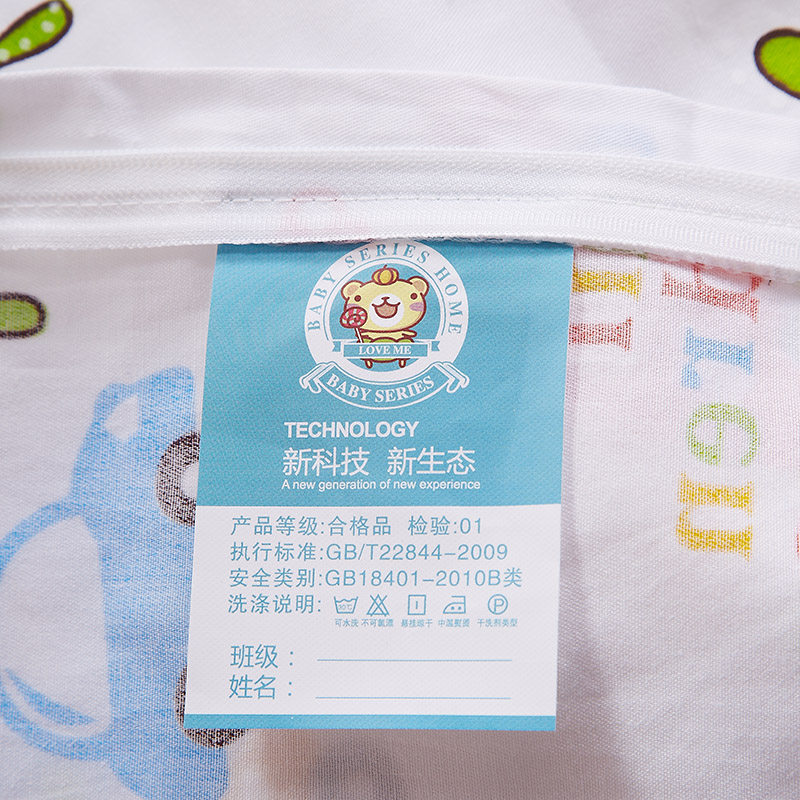 BABY SERIES HOME
LOVE ME
BABY SERIES
TECHNOLOGY
新科技 新生态
A new generation of new experience
产品等级:合格品 检验:01
执行标准:GB/T22844-2009
安全类别:GB18401-2010B类
洗涤说明:
30℃
P
可水洗 不可氯漂 悬挂晾干 中温熨烫 干洗剂类型
班级:
姓名: